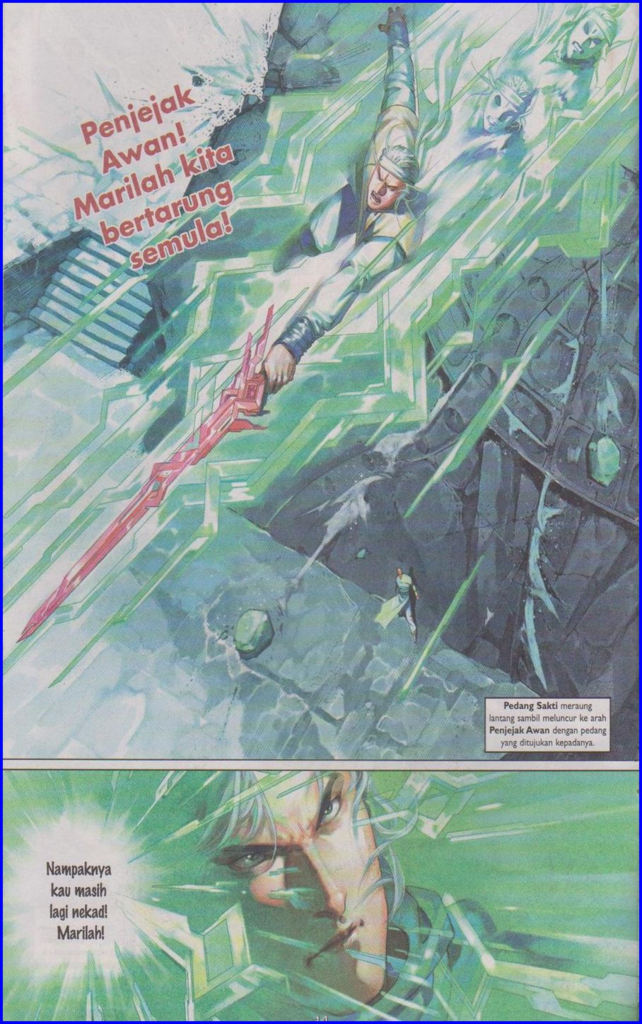 Penjejak
Awan!
Marilah kita
bertarung
semula!
Pedang Sakti meraung
lantang sambil meluncur ke arah
Penjejak Awan dengan pedang
yang ditujukan kepadanya.
Nampaknya
kau masih
lagi nekad!
Marilah!
14